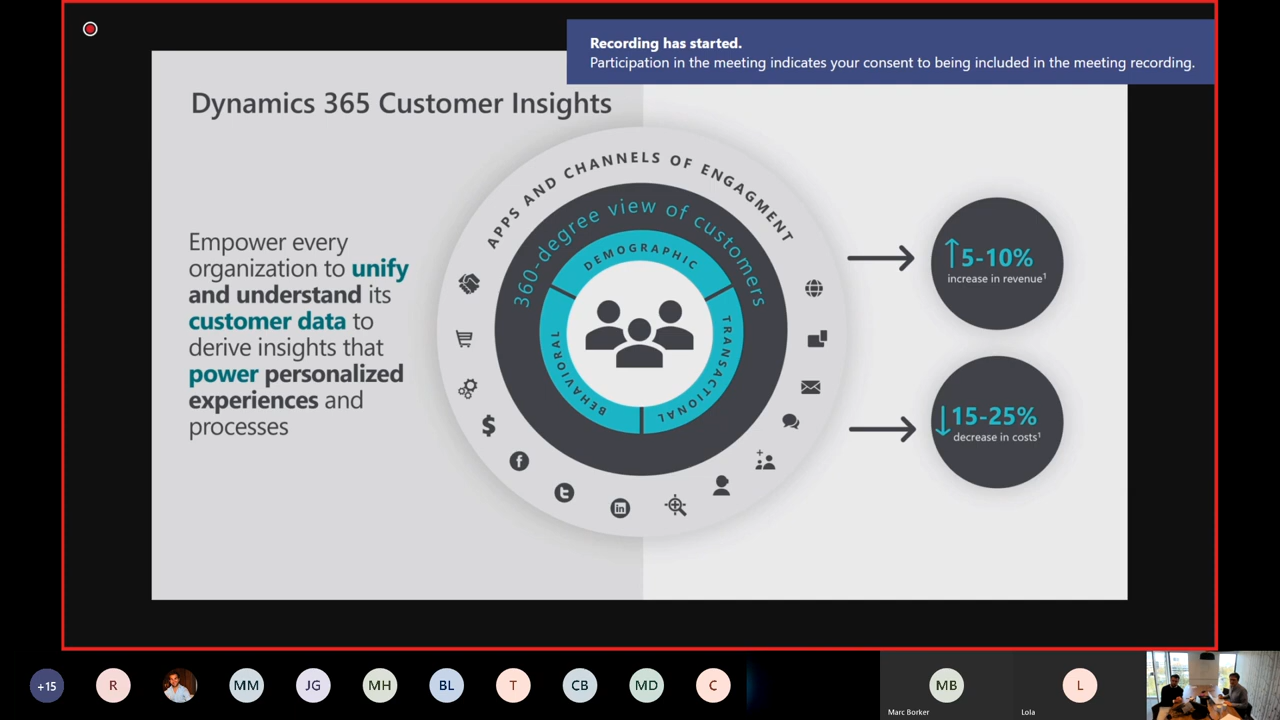 Recording has started.
Participation in the meeting indicates your consent to being included in the meeting recording.
Dynamics 365 Customer Insights
Empower every
organization to unify
and understand its
customer data to
derive insights that
power personalized
experiences and
processes
APPS AND CHANNELS OF ENGAGMENT
360-degree view of customers
DEMOGRAPHIC
TRANSACTIONAL
BEHAVIORAL
↑5-10%
increase in revenue¹
↓15-25%
decrease in costs¹
+15
R
MM
JG
MH
BL
T
CB
MD
C
MB
Marc Borker
L
Lola